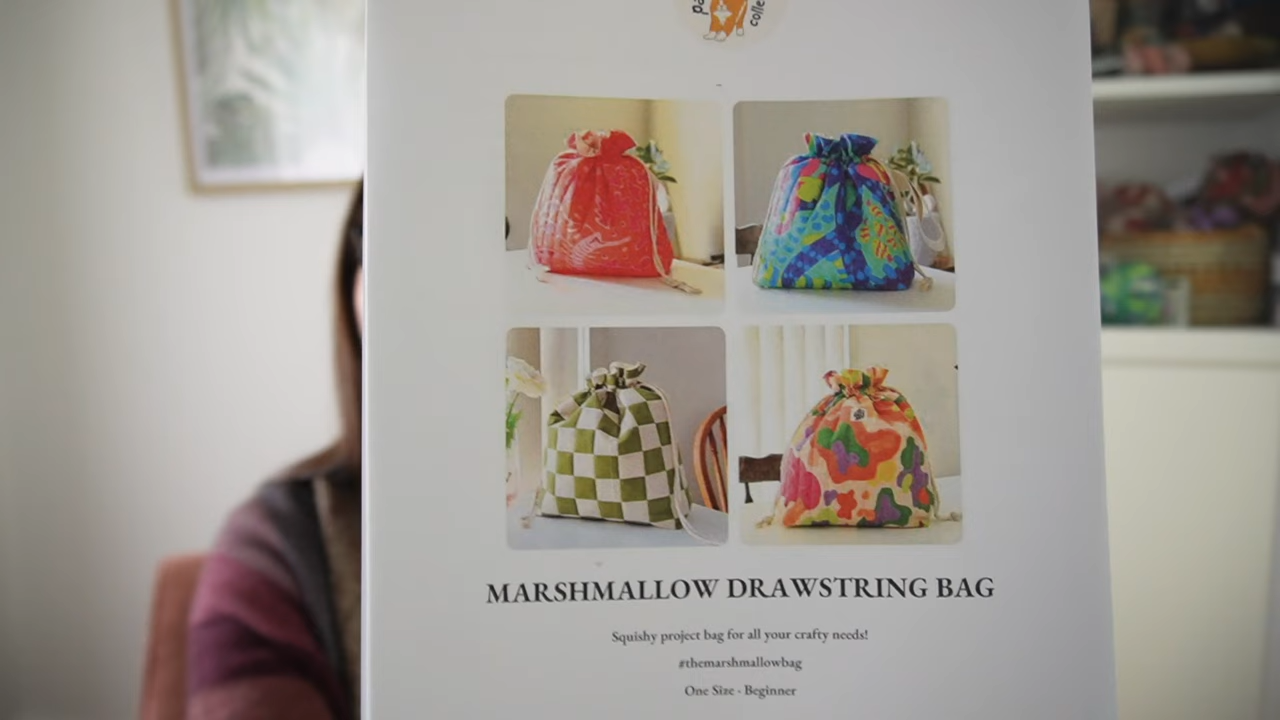 MARSHMALLOW DRAWSTRING BAG
Squishy project bag for all your crafty needs!
#themarshmallowbag
One Size - Beginner